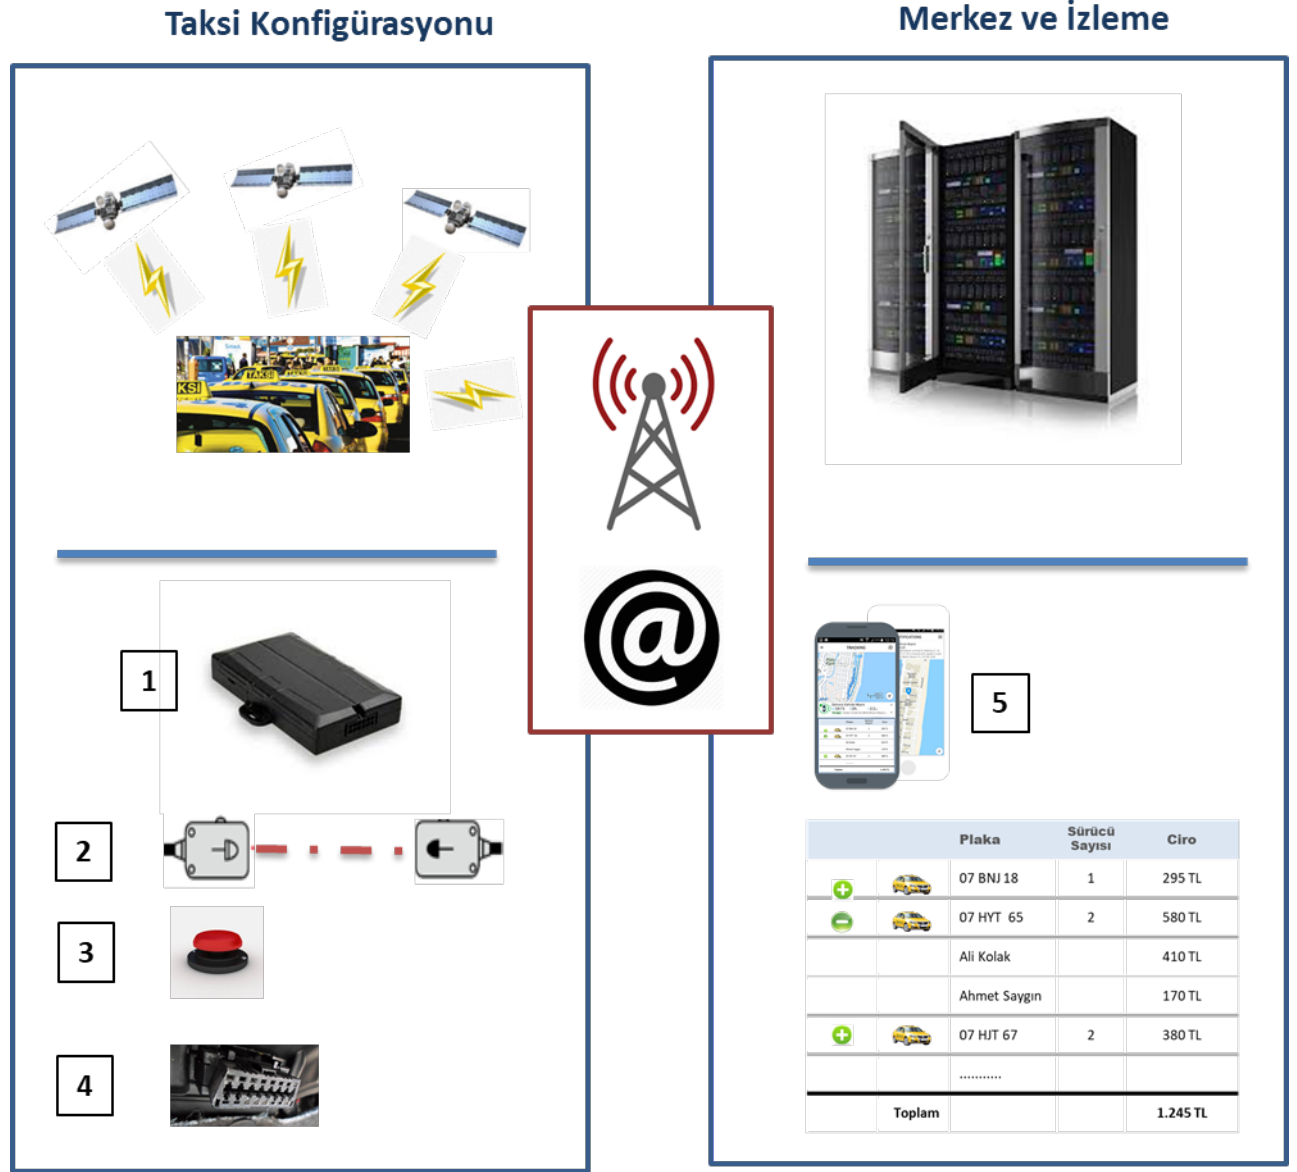 Taksi Konfigürasyonu
Merkez ve İzleme
TAKSİ
1
2
3
4
TRACKING
5
Plaka Sürücü Sayısı Ciro
07 BNJ 18 1 295 TL
07 HYT 65 2 580 TL
Ali Kolak 410 TL
Ahmet Saygın 170 TL
07 HJT 67 2 380 TL
...........
Toplam 1.245 TL